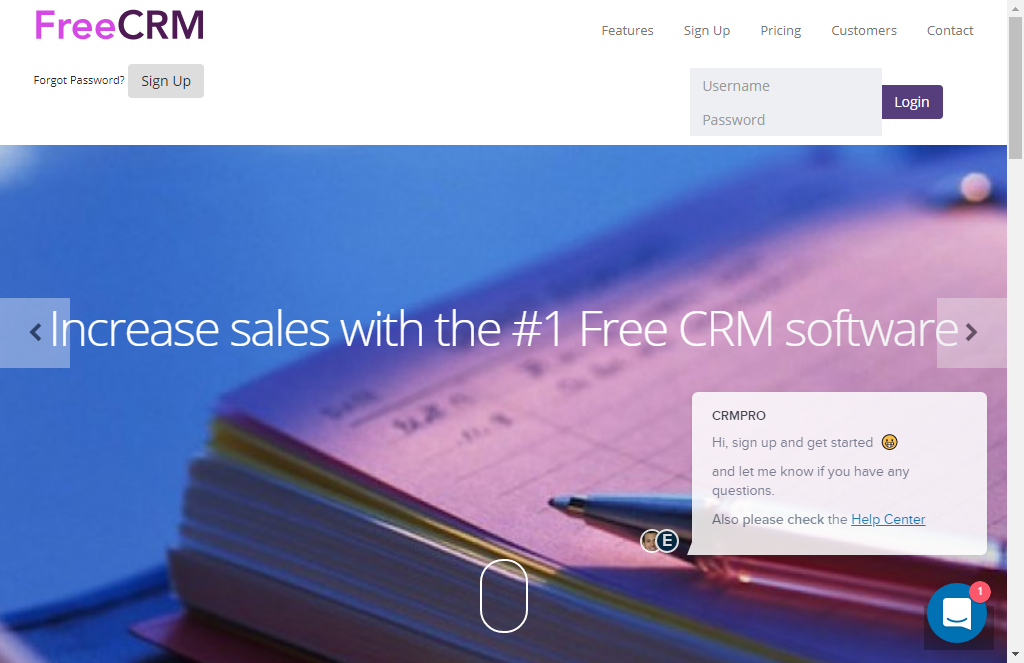 FreeCRM
Features Sign Up Pricing Customers Contact
Forgot Password? Sign Up
Username
Password
Login
Increase sales with the #1 Free CRM software
CRMPRO
Hi, sign up and get started 😀
and let me know if you have any
questions.
Also please check the Help Center
E
1